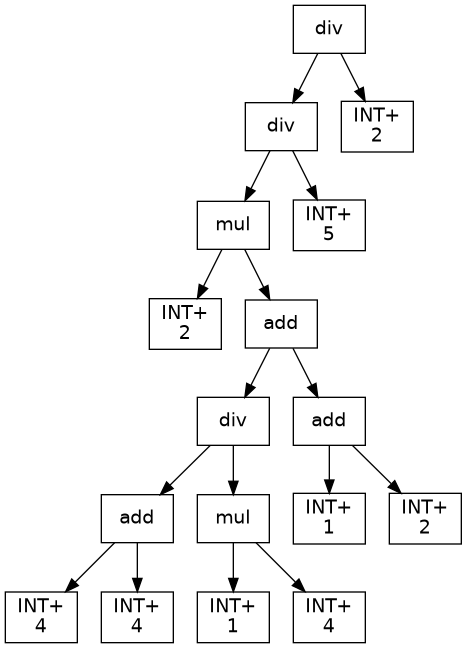 div
div
INT+
2
mul
INT+
5
INT+
2
add
div
add
add
mul
INT+
1
INT+
2
INT+
4
INT+
4
INT+
1
INT+
4